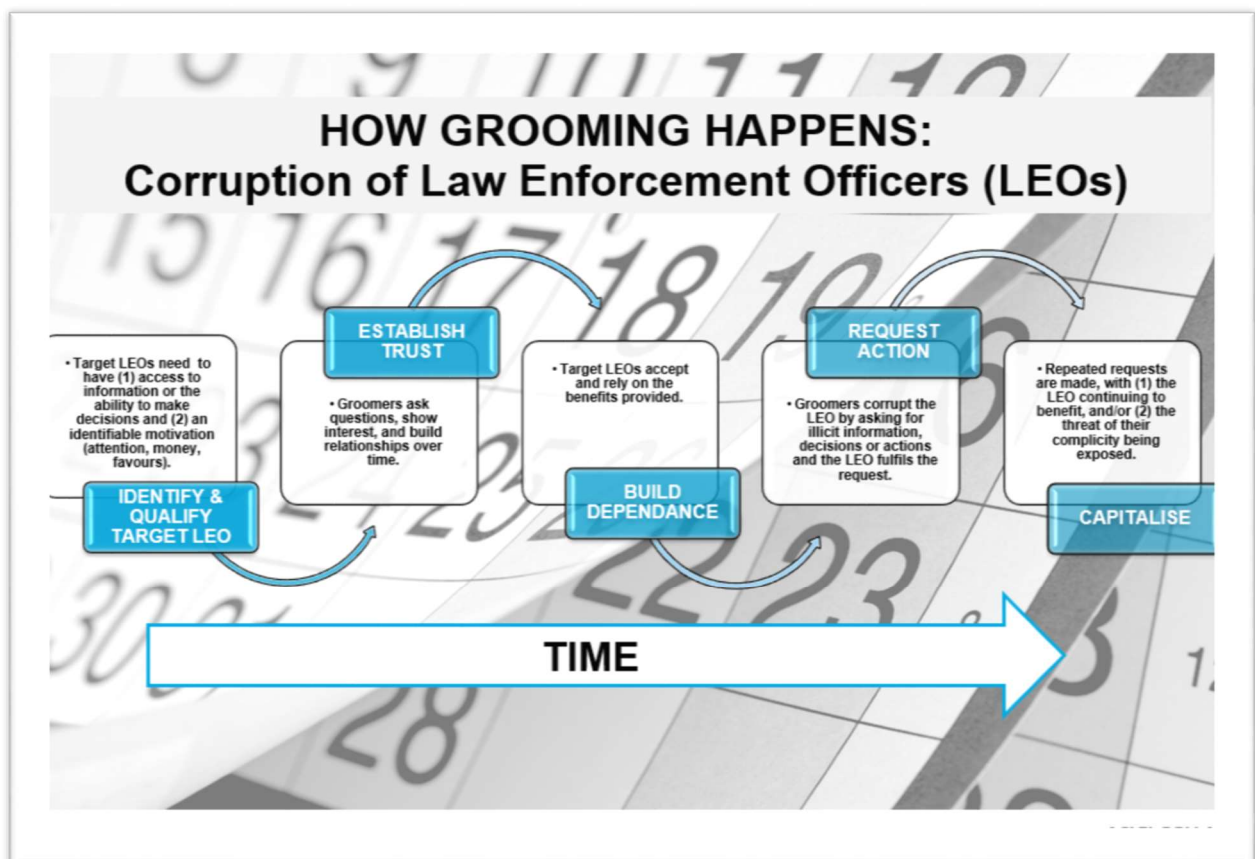 HOW GROOMING HAPPENS:
Corruption of Law Enforcement Officers (LEOs)
• Target LEOs need to
have (1) access to
information or the
ability to make
decisions and (2) an
identifiable motivation
(attention, money,
favours).
IDENTIFY &
QUALIFY
TARGET LEO
ESTABLISH
TRUST
• Groomers ask
questions, show
interest, and build
relationships over
time.
• Target LEOs accept
and rely on the
benefits provided.
BUILD
DEPENDANCE
REQUEST
ACTION
• Groomers corrupt the
LEO by asking for
illicit information,
decisions or actions
and the LEO fulfils the
request.
• Repeated requests
are made, with (1) the
LEO continuing to
benefit, and/or (2) the
threat of their
complicity being
exposed.
CAPITALISE
TIME